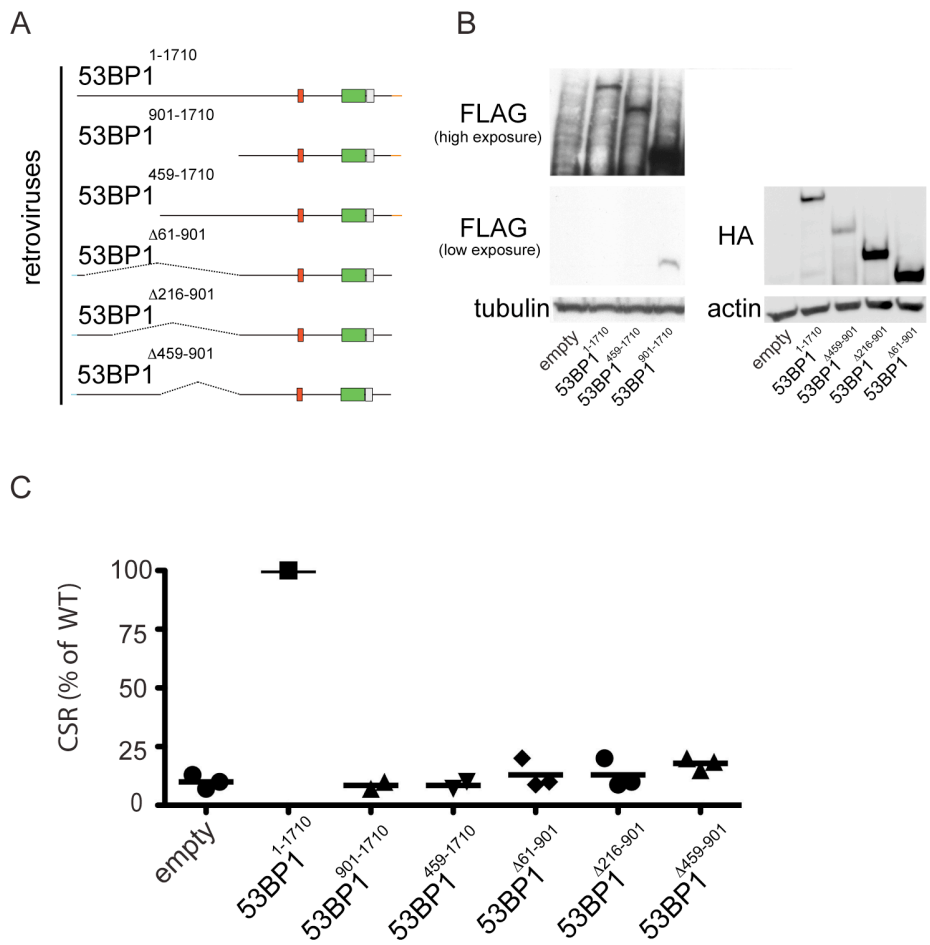 A
retroviruses
53BP1 1-1710
53BP1 901-1710
53BP1 459-1710
53BP1 Δ61-901
53BP1 Δ216-901
53BP1 Δ459-901
B
FLAG
(high exposure)
FLAG
(low exposure)
tubulin
empty
53BP1 1-1710
53BP1 459-1710
53BP1 901-1710
HA
actin
empty
53BP1 1-1710
53BP1 Δ459-901
53BP1 Δ216-901
53BP1 Δ61-901
C
CSR (% of WT)
100
75
50
25
0
empty
53BP1 1-1710
53BP1 901-1710
53BP1 459-1710
53BP1 Δ61-901
53BP1 Δ216-901
53BP1 Δ459-901